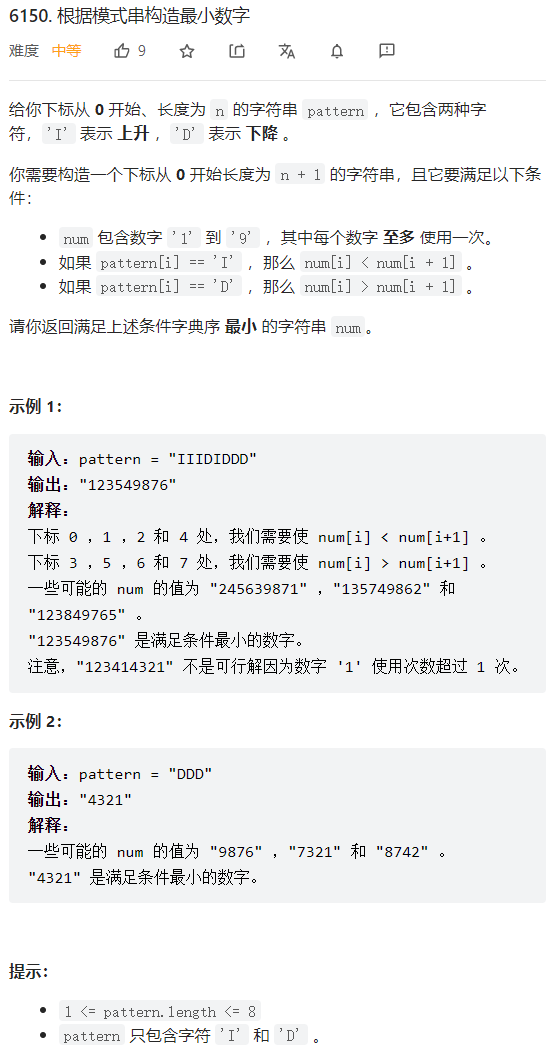 6150. 根据模式串构造最小数字
难度 中等 9
给你下标从 0 开始、长度为 n 的字符串 pattern ，它包含两种字
符，'I' 表示 上升 ，'D' 表示 下降 。
你需要构造一个下标从 0 开始长度为 n + 1 的字符串，且它要满足以下条
件：
• num 包含数字 '1' 到 '9' ，其中每个数字 至多 使用一次。
• 如果 pattern[i] == 'I' ，那么 num[i] < num[i + 1] 。
• 如果 pattern[i] == 'D' ，那么 num[i] > num[i + 1] 。
请你返回满足上述条件字典序 最小 的字符串 num。
示例 1：
输入：pattern = "IIIDIDDD"
输出："123549876"
解释：
下标 0 ，1 ，2 和 4 处，我们需要使 num[i] < num[i+1] 。
下标 3 ，5 ，6 和 7 处，我们需要使 num[i] > num[i+1] 。
一些可能的 num 的值为 "245639871" ，"135749862" 和
"123849765" 。
"123549876" 是满足条件最小的数字。
注意，"123414321" 不是可行解因为数字 '1' 使用次数超过 1 次。
示例 2：
输入：pattern = "DDD"
输出："4321"
解释：
一些可能的 num 的值为 "9876" ，"7321" 和 "8742" 。
"4321" 是满足条件最小的数字。
提示：
• 1 <= pattern.length <= 8
• pattern 只包含字符 'I' 和 'D' 。